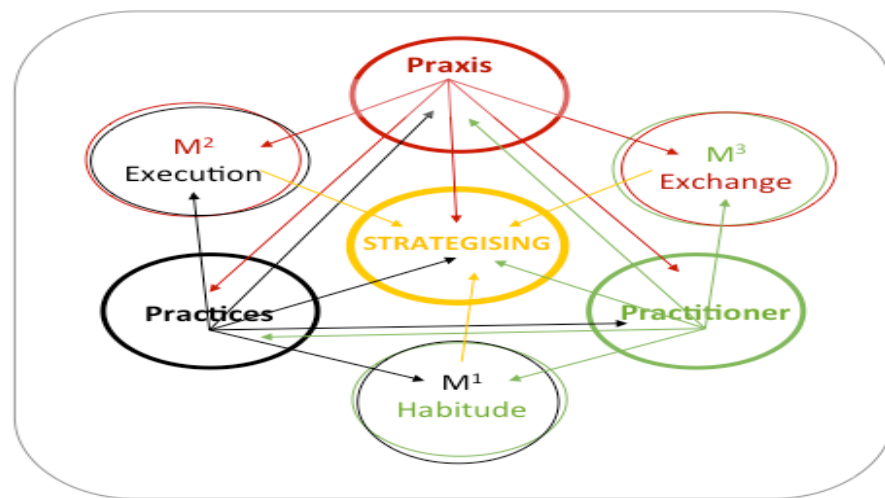 Praxis
M²
Execution
M³
Exchange
STRATEGISING
Practices
Practitioner
M¹
Habitude